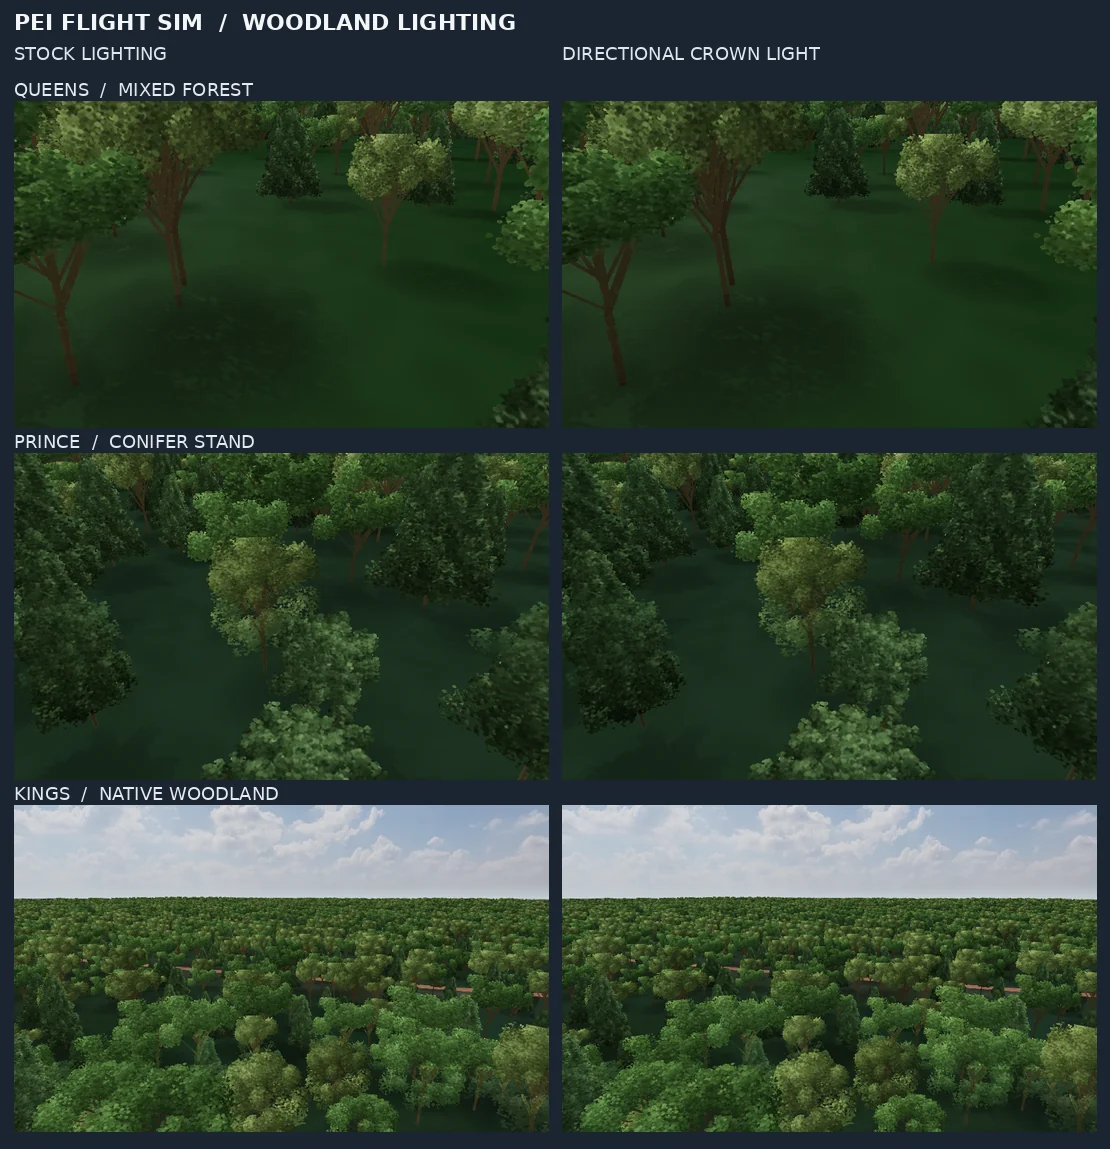 PEI FLIGHT SIM / WOODLAND LIGHTING
STOCK LIGHTING
DIRECTIONAL CROWN LIGHT
QUEENS / MIXED FOREST
PRINCE / CONIFER STAND
KINGS / NATIVE WOODLAND